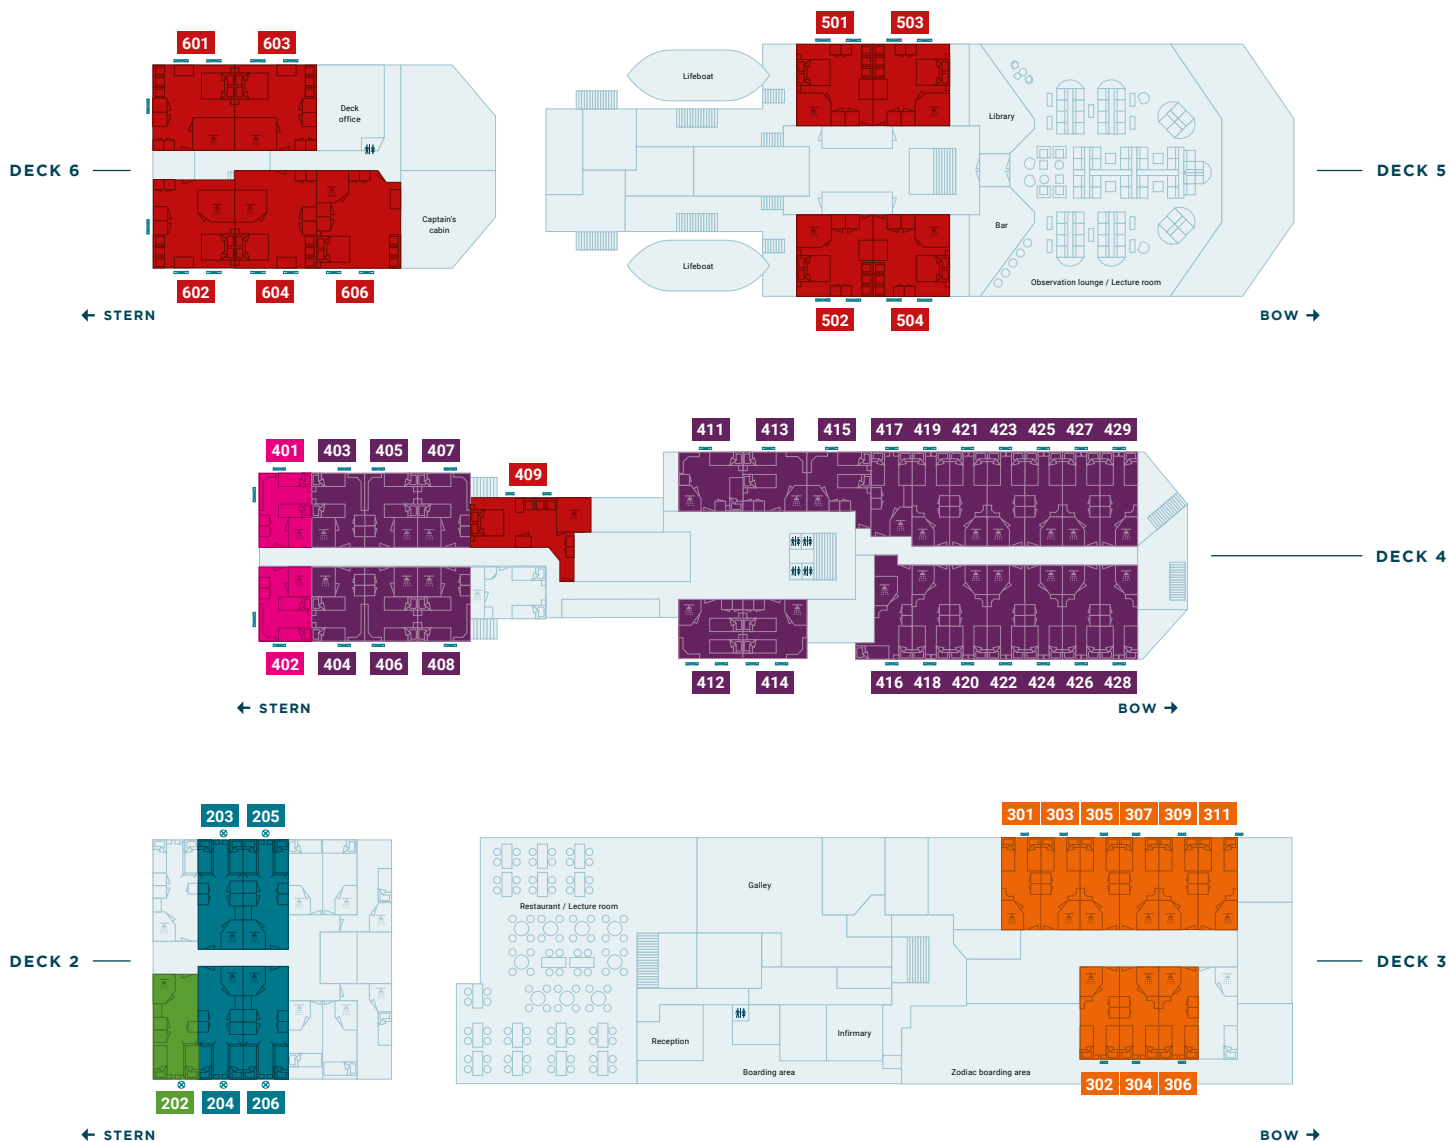 601 603
501 503
Lifeboat
Deck
office
Library
DECK 6
DECK 5
Captain's
cabin
Bar
Lifeboat
Observation lounge / Lecture room
602 604 606
502 504
← STERN
BOW →
401 403 405 407
409
411 413 415 417 419 421 423 425 427 429
DECK 4
402 404 406 408
412 414 416 418 420 422 424 426 428
← STERN
BOW →
203 205
301 303 305 307 309 311
Galley
Restaurant / Lecture room
DECK 2
DECK 3
Reception
Infirmary
Boarding area
Zodiac boarding area
202 204 206
302 304 306
← STERN
BOW →